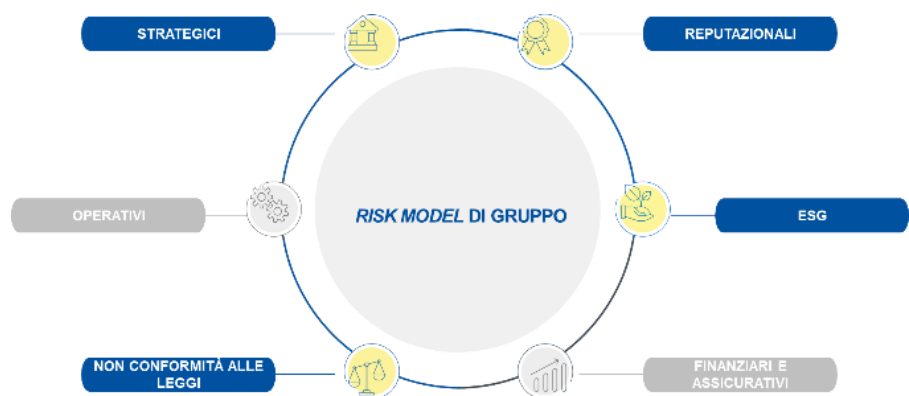 STRATEGICI
REPUTAZIONALI
RISK MODEL DI GRUPPO
OPERATIVI
ESG
NON CONFORMITÀ ALLE
LEGGI
FINANZIARI E
ASSICURATIVI